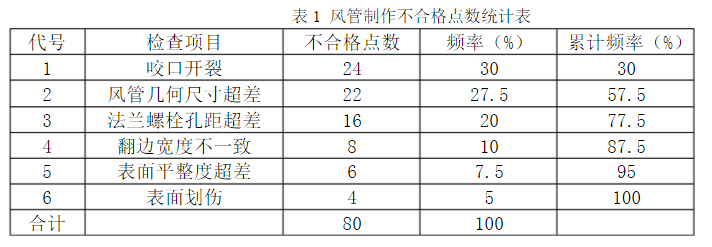 表1 风管制作不合格点数统计表
代号 检查项目 不合格点数 频率（%） 累计频率（%）
1 咬口开裂 24 30 30
2 风管几何尺寸超差 22 27.5 57.5
3 法兰螺栓孔距超差 16 20 77.5
4 翻边宽度不一致 8 10 87.5
5 表面平整度超差 6 7.5 95
6 表面划伤 4 5 100
合计 80 100